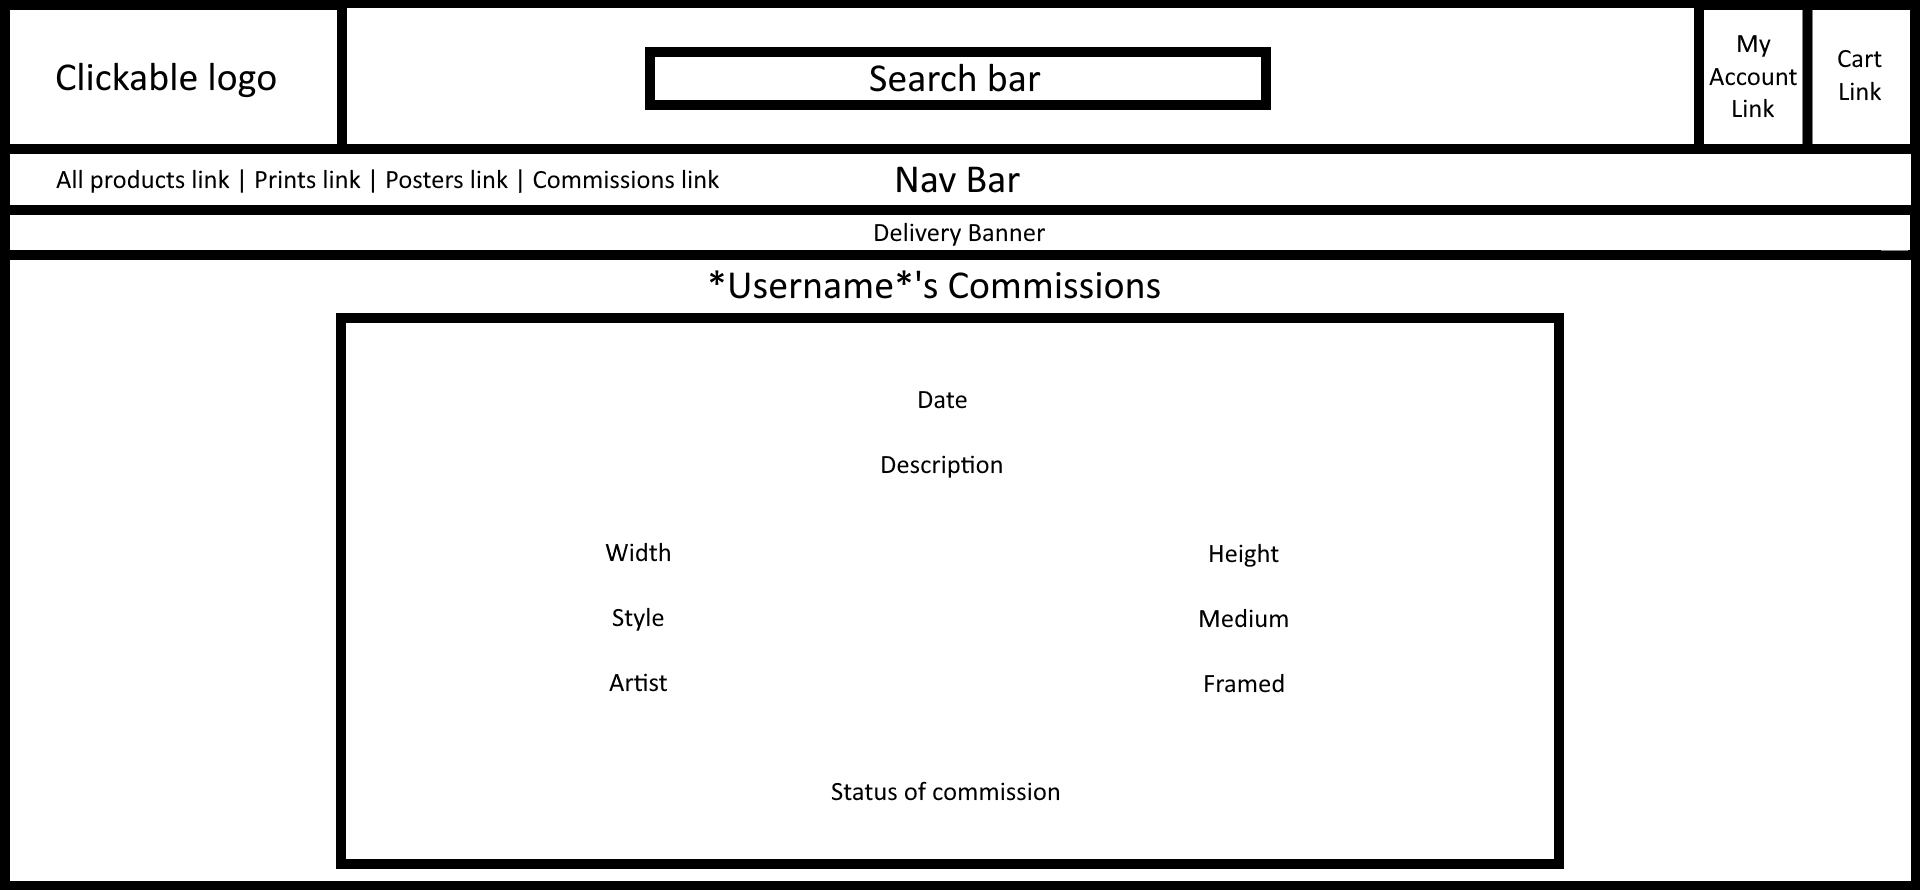 Clickable logo
Search bar
My
Account
Link
Cart
Link
All products link | Prints link | Posters link | Commissions link
Nav Bar
Delivery Banner
*Username*'s Commissions
Date
Description
Width
Height
Style
Medium
Artist
Framed
Status of commission